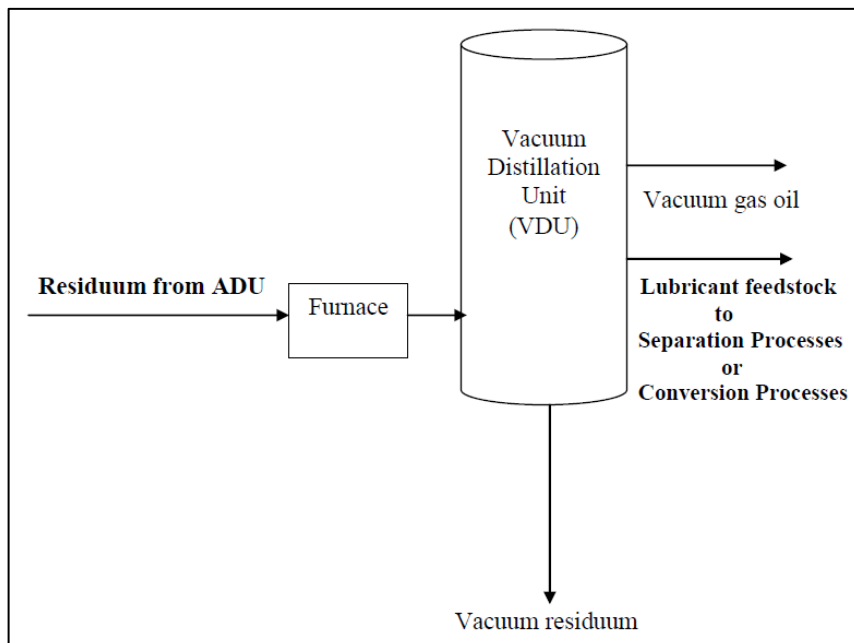 Vacuum
Distillation
Unit
(VDU)
Vacuum gas oil
Residuum from ADU
Furnace
Lubricant feedstock
to
Separation Processes
or
Conversion Processes
Vacuum residuum